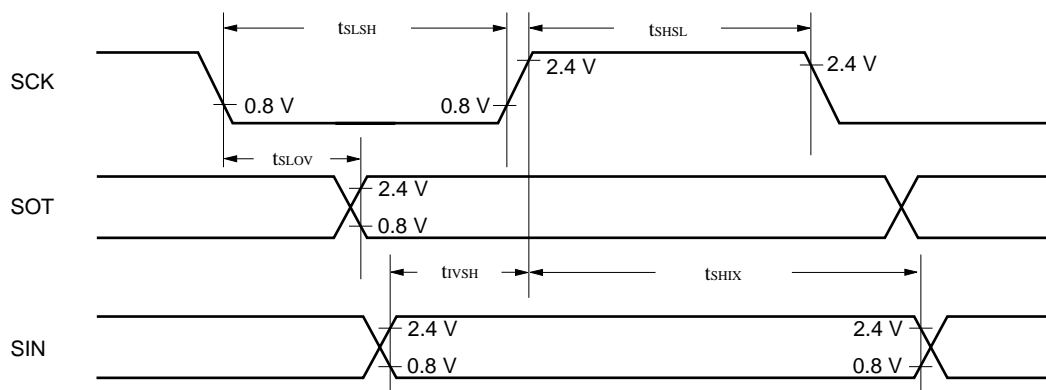 tSLSH tSHSL
SCK 2.4 V 2.4 V
0.8 V 0.8 V
tSLOV
SOT 2.4 V
0.8 V
tIVSH tSHIX
SIN 2.4 V 2.4 V
0.8 V 0.8 V